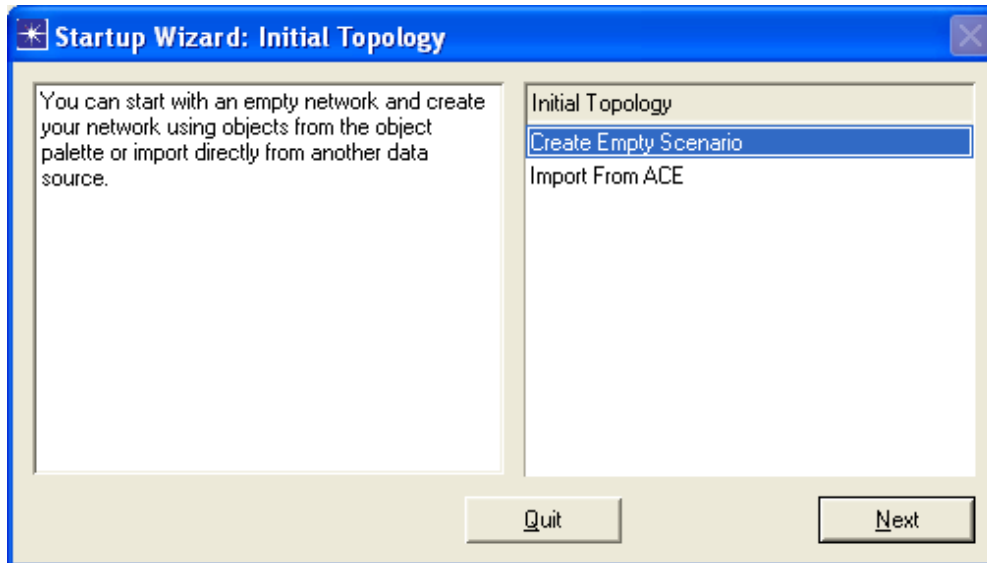 Startup Wizard: Initial Topology
You can start with an empty network and create
your network using objects from the object
palette or import directly from another data
source.
Initial Topology
Create Empty Scenario
Import From ACE
Quit
Next